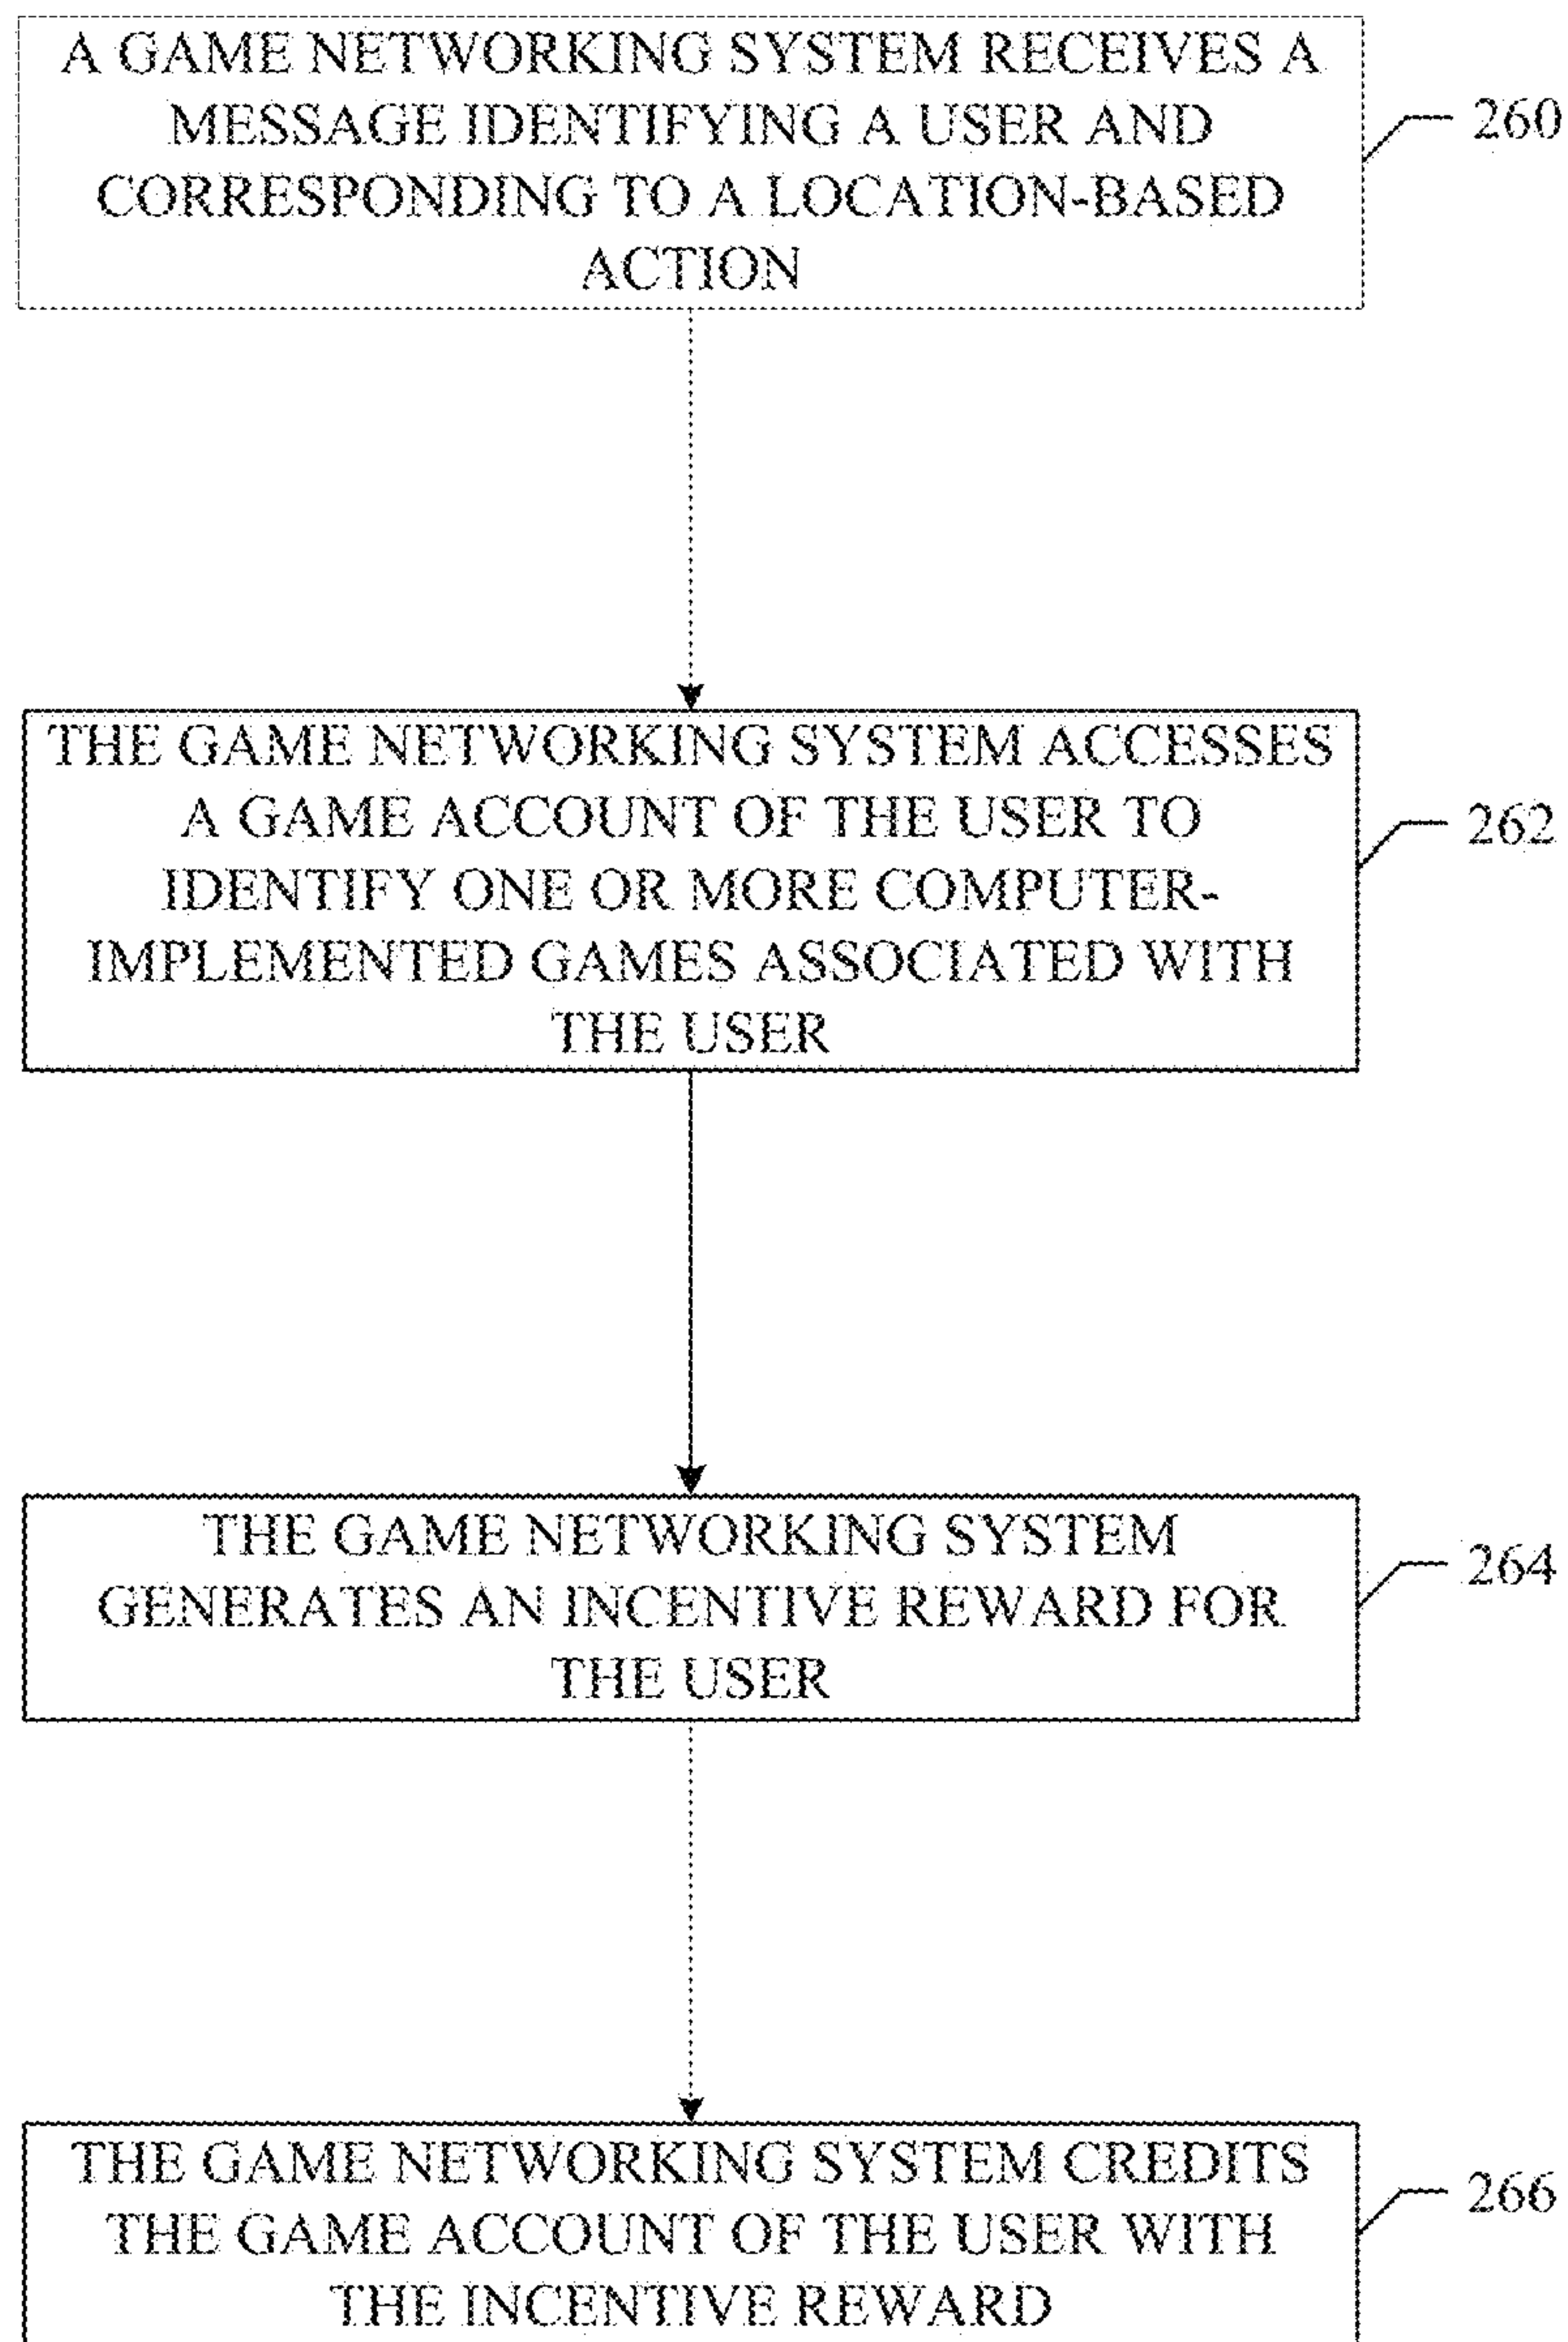 A GAME NETWORKING SYSTEM RECEIVES A
MESSAGE IDENTIFYING A USER AND
CORRESPONDING TO A LOCATION-BASED
ACTION
260
THE GAME NETWORKING SYSTEM ACCESSES
A GAME ACCOUNT OF THE USER TO
IDENTIFY ONE OR MORE COMPUTER-
IMPLEMENTED GAMES ASSOCIATED WITH
THE USER
262
THE GAME NETWORKING SYSTEM
GENERATES AN INCENTIVE REWARD FOR
THE USER
264
THE GAME NETWORKING SYSTEM CREDITS
THE GAME ACCOUNT OF THE USER WITH
THE INCENTIVE REWARD
266